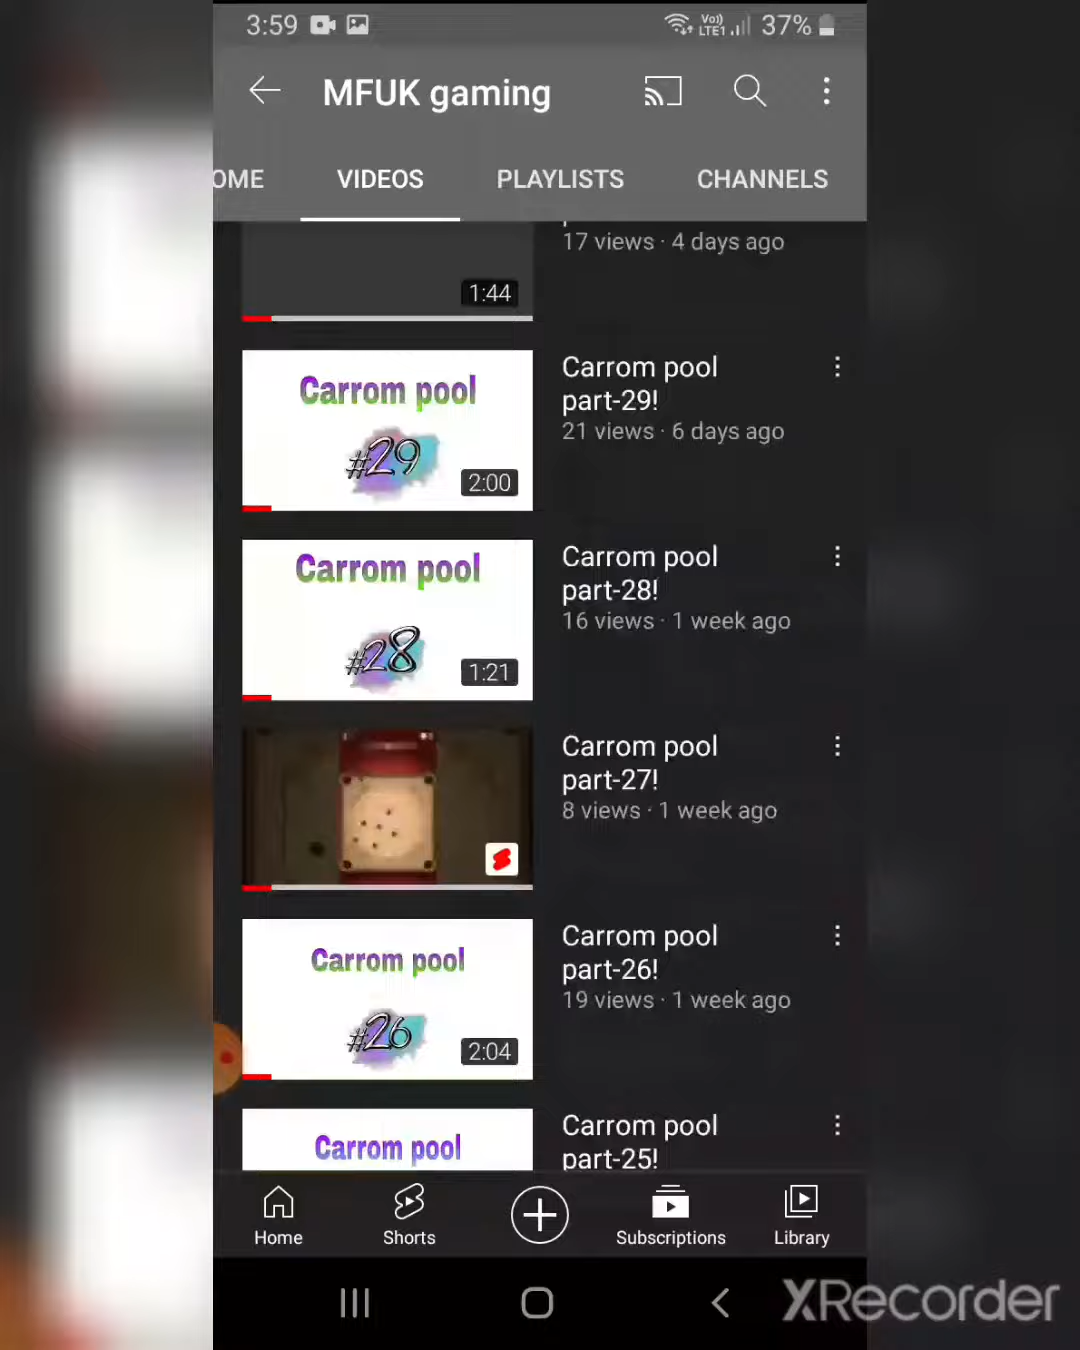 3:59
Vo)
LTE1
37%
MFUK gaming
OME
VIDEOS
PLAYLISTS
CHANNELS
17 views · 4 days ago
1:44
Carrom pool
#29
2:00
Carrom pool
part-29!
21 views · 6 days ago
Carrom pool
#28
1:21
Carrom pool
part-28!
16 views · 1 week ago
Carrom pool
part-27!
8 views · 1 week ago
Carrom pool
#26
2:04
Carrom pool
part-26!
19 views · 1 week ago
Carrom pool
Carrom pool
part-25!
Home
Shorts
Subscriptions
Library
XRecorder